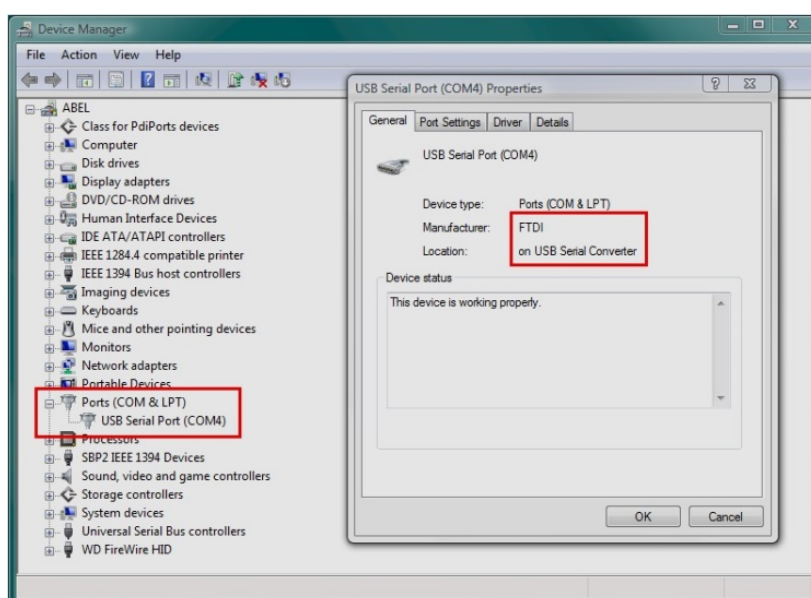 Device Manager
File Action View Help
ABEL
Class for PdiPorts devices
Computer
Disk drives
Display adapters
DVD/CD-ROM drives
Human Interface Devices
IDE ATA/ATAPI controllers
IEEE 1284.4 compatible printer
IEEE 1394 Bus host controllers
Imaging devices
Keyboards
Mice and other pointing devices
Monitors
Network adapters
Portable Devices
Ports (COM & LPT)
USB Serial Port (COM4)
Processors
SBP2 IEEE 1394 Devices
Sound, video and game controllers
Storage controllers
System devices
Universal Serial Bus controllers
WD FireWire HID
USB Serial Port (COM4) Properties
General Port Settings Driver Details
USB Serial Port (COM4)
Device type: Ports (COM & LPT)
Manufacturer: FTDI
Location: on USB Serial Converter
Device status
This device is working properly.
OK Cancel